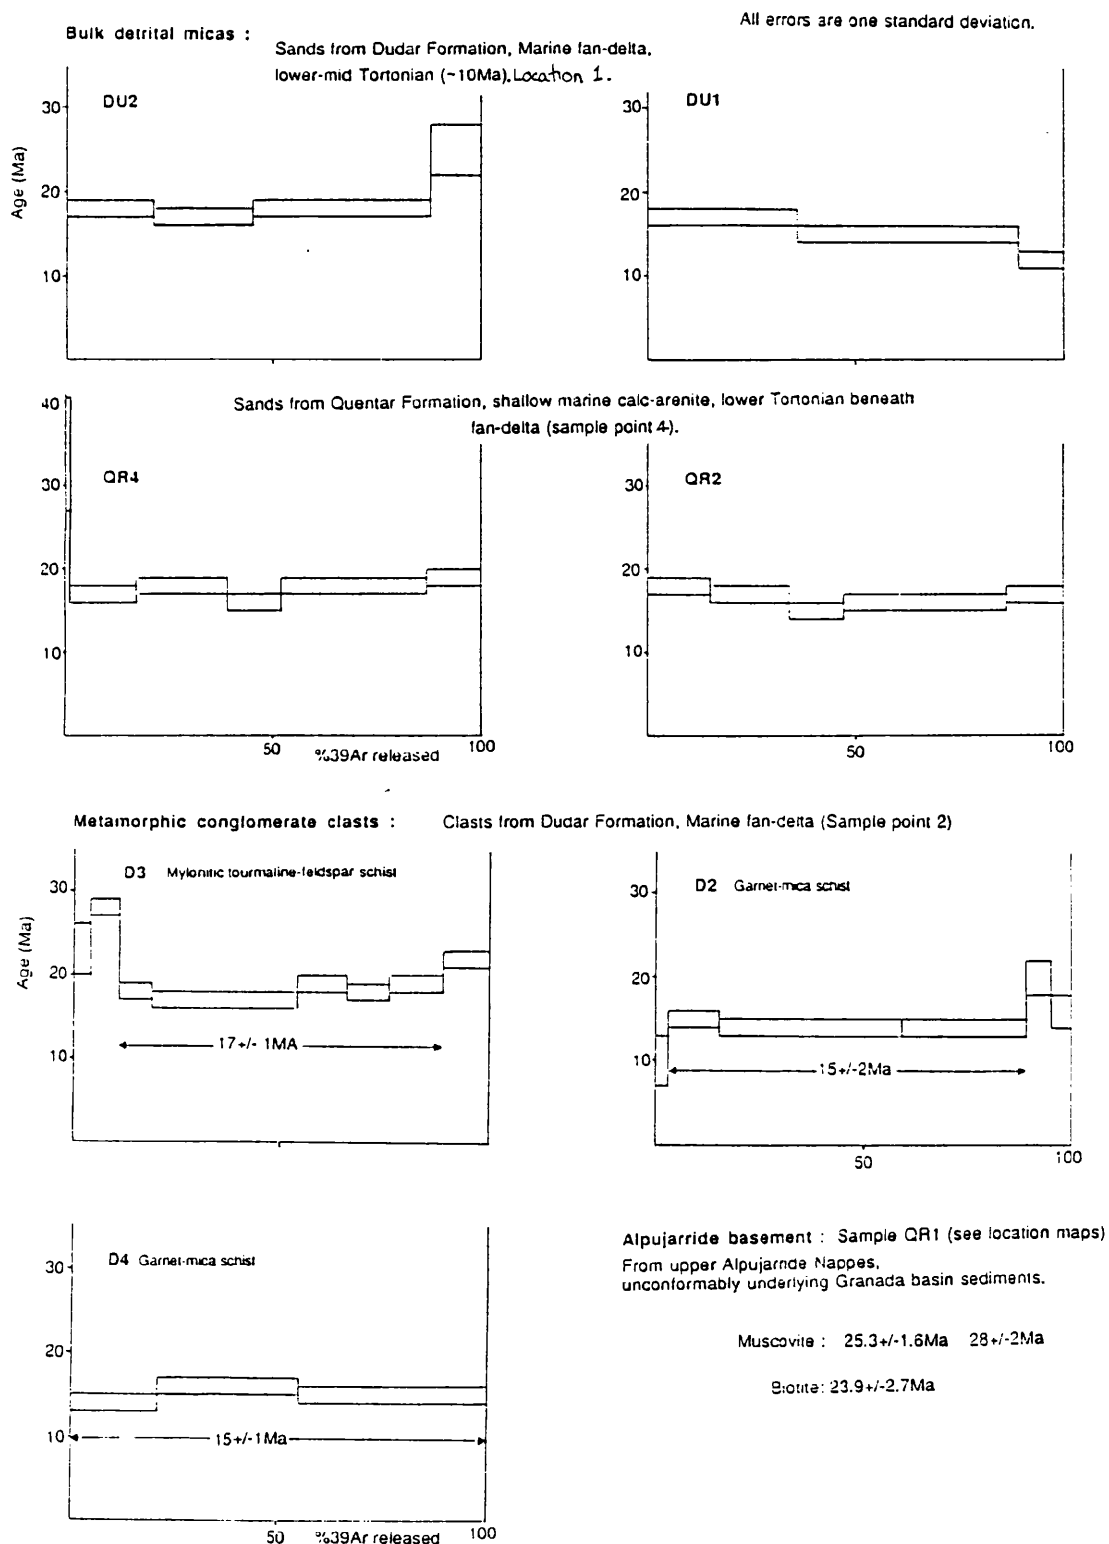 Bulk detrital micas :
All errors are one standard deviation.
Sands from Dudar Formation, Marine fan-delta,
lower-mid Tortonian (~10Ma). Location 1.
DU2
DU1
Age (Ma)
30
20
10
30
20
10
Sands from Quentar Formation, shallow marine calc-arenite, lower Tortonian beneath
fan-delta (sample point 4).
QR4
QR2
40
30
20
10
30
20
10
50
100
%39Ar released
50
100
Metamorphic conglomerate clasts :
Clasts from Dudar Formation, Marine fan-delta (Sample point 2)
D3 Mylonitic tourmaline-feldspar schist
D2 Garnet-mica schist
Age (Ma)
30
20
10
17+/- 1MA
30
20
10
15+/-2Ma
50
100
D4 Garnet-mica schist
30
20
10
15+/-1Ma
50
%39Ar released
100
Alpujarride basement : Sample QR1 (see location maps)
From upper Alpujarride Nappes,
unconformably underlying Granada basin sediments.
Muscovite : 25.3+/-1.6Ma 28+/-2Ma
Biotite: 23.9+/-2.7Ma